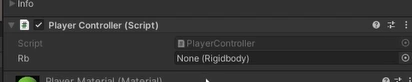 Info
Player Controller (Script)
Script PlayerController
Rb None (Rigidbody)
Player Material (Material)